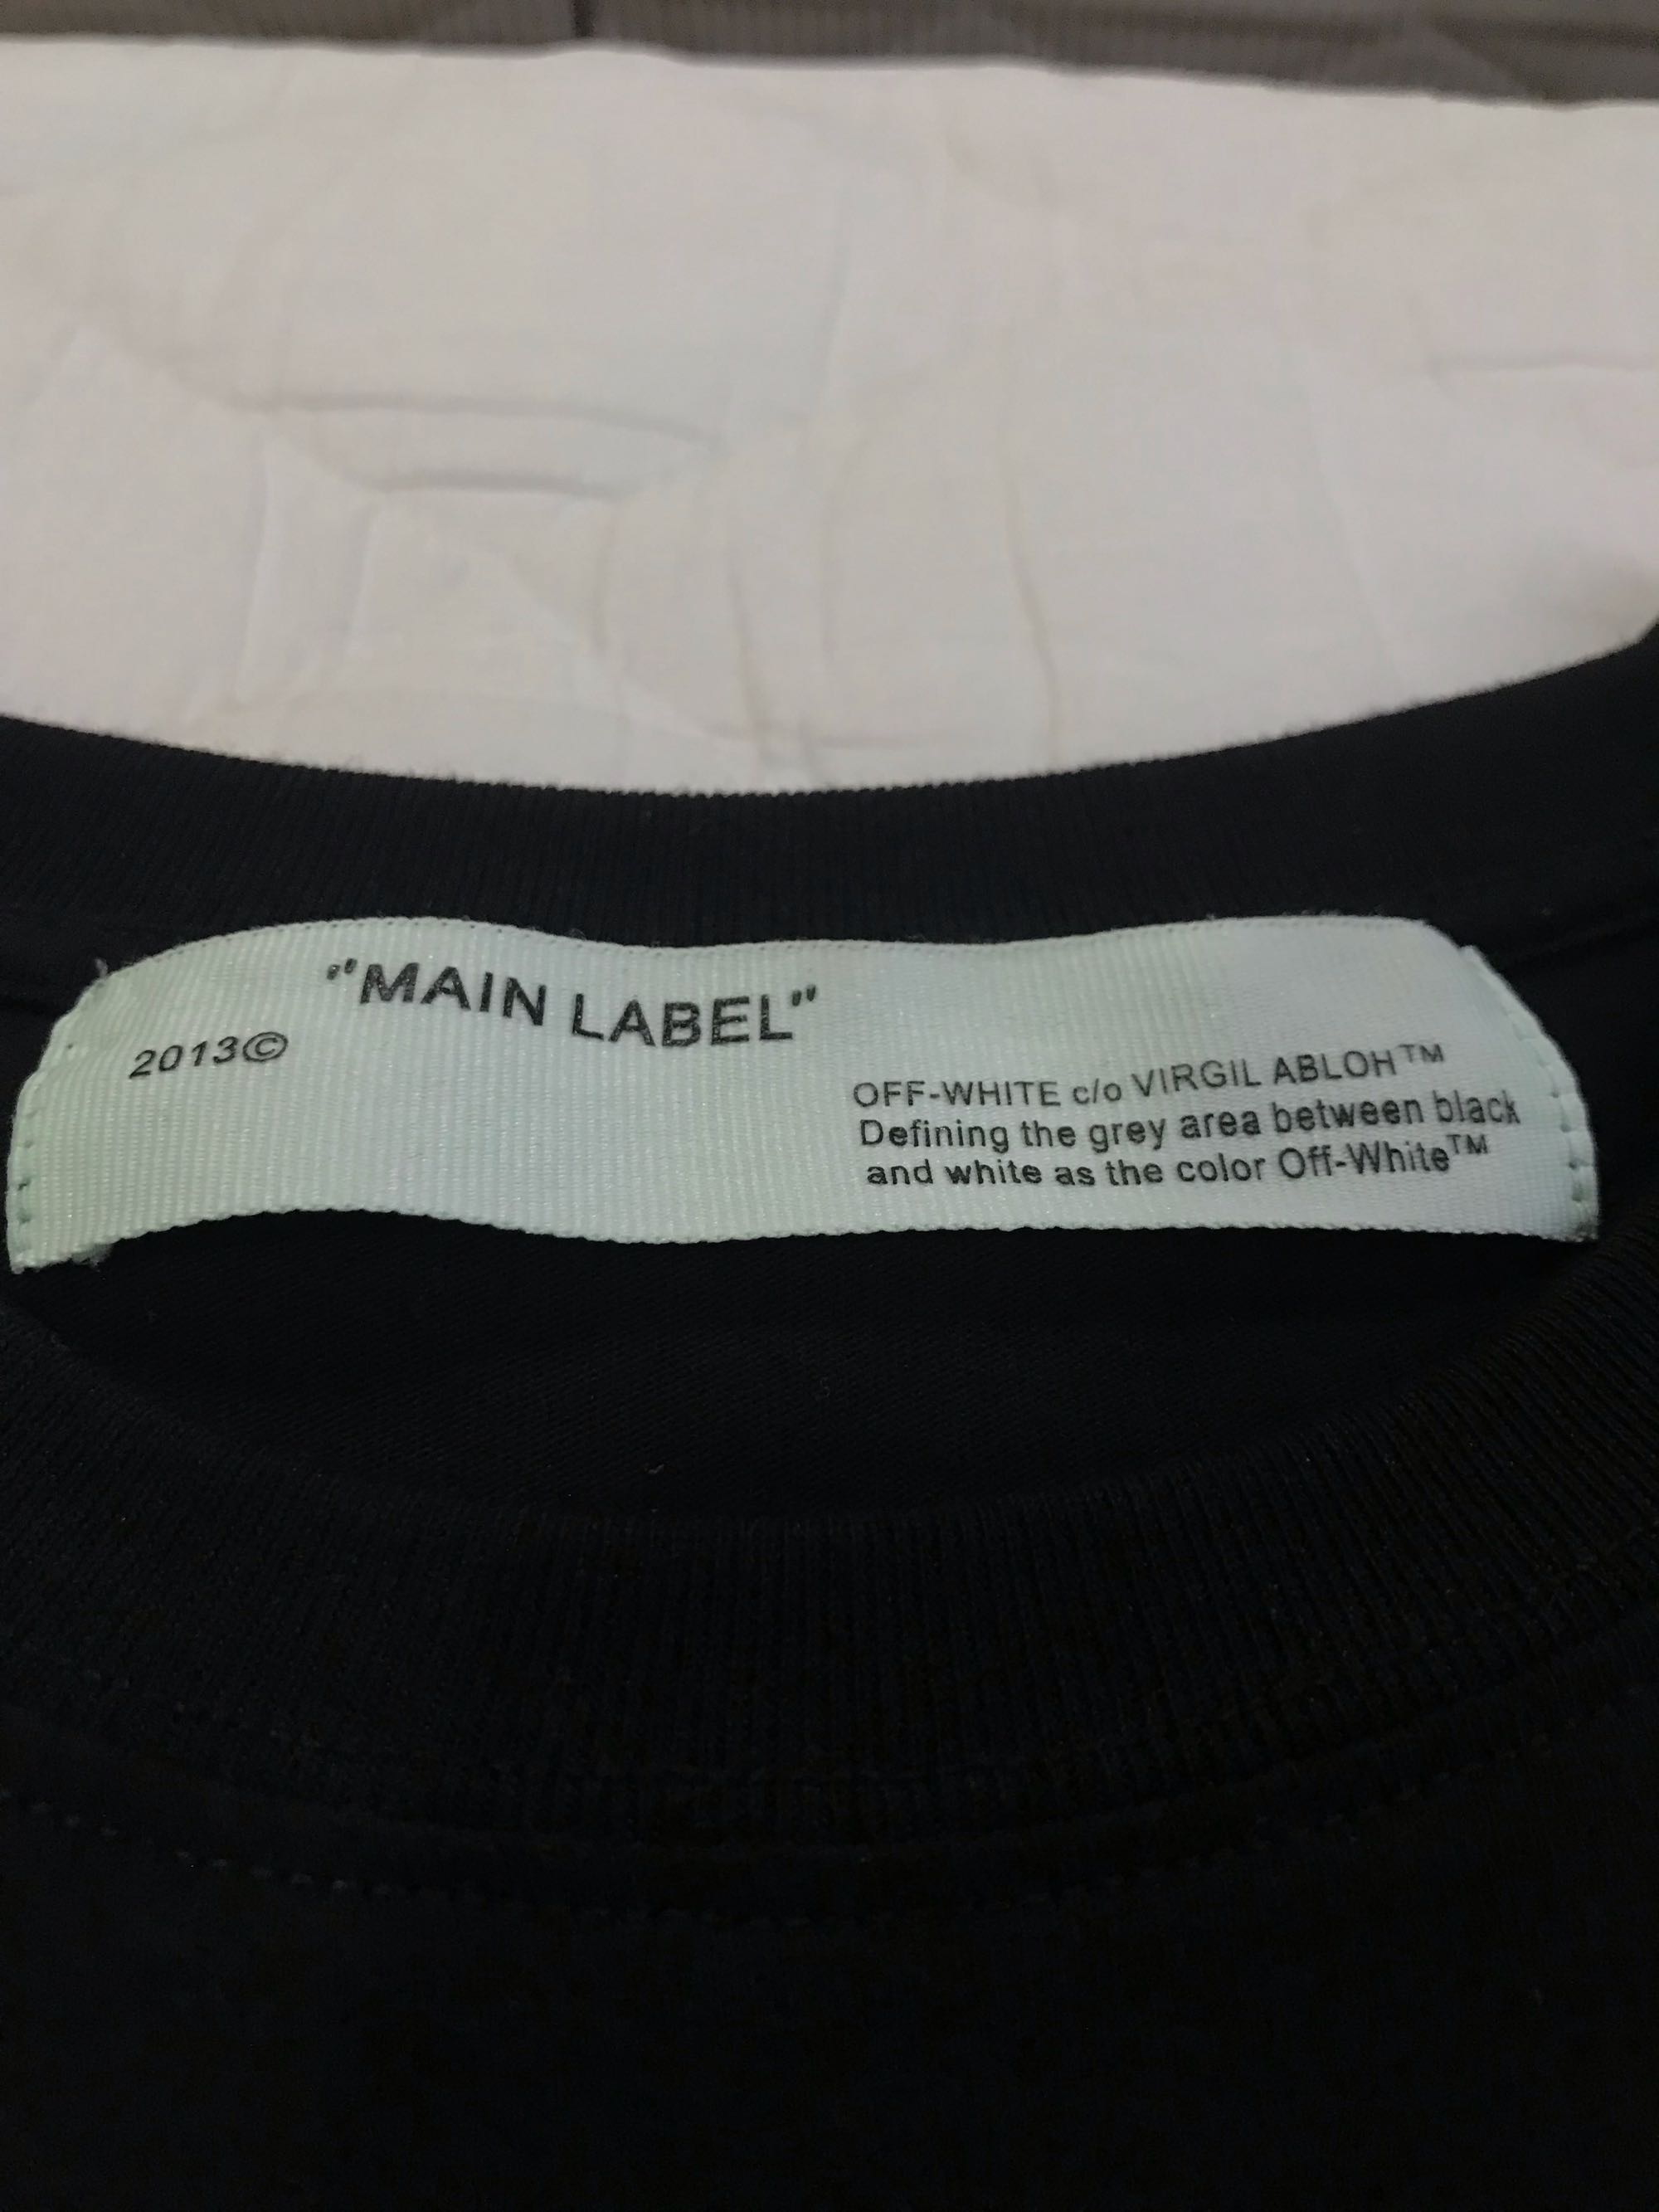 "MAIN LABEL"
2013©
OFF-WHITE c/o VIRGIL ABLOH™
Defining the grey area between black
and white as the color Off-White™